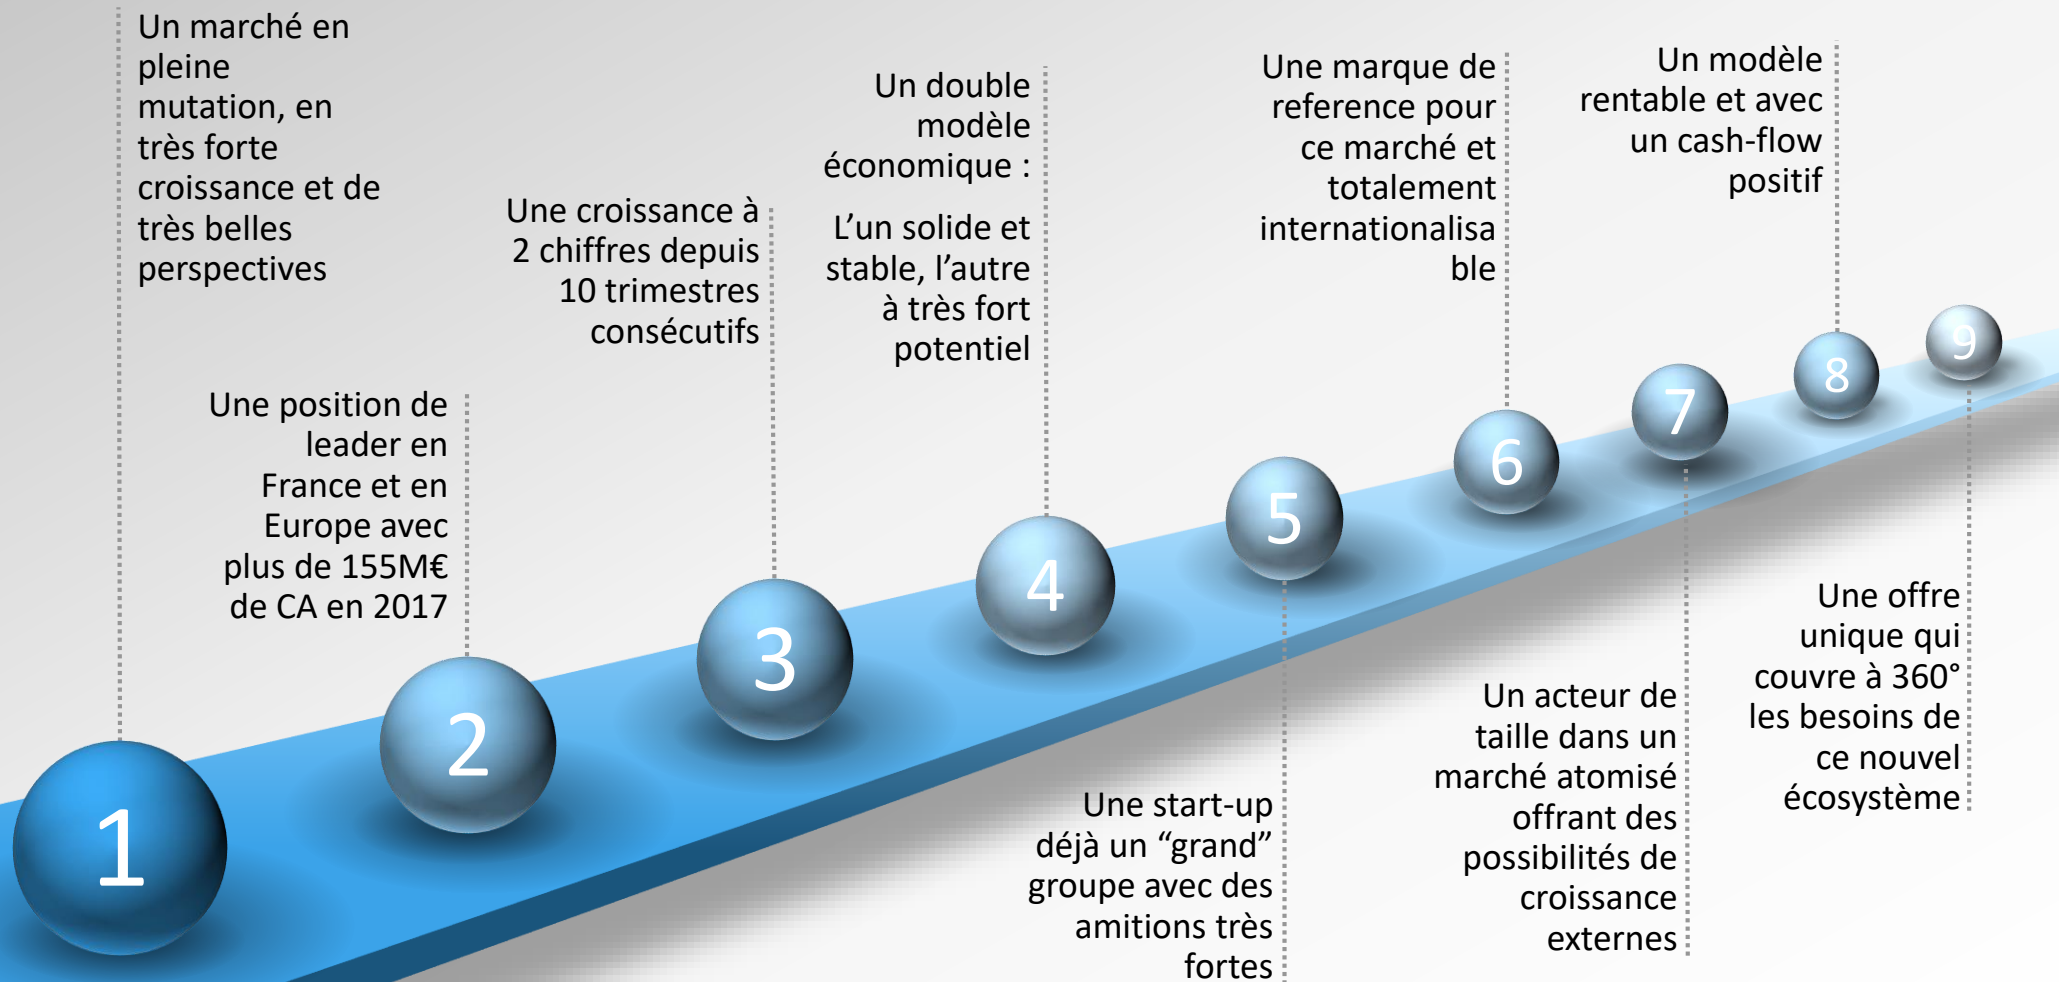 Un marché en
pleine
mutation, en
très forte
croissance et de
très belles
perspectives
1
Une position de
leader en
France et en
Europe avec
plus de 155M€
de CA en 2017
2
Une croissance à
2 chiffres depuis
10 trimestres
consécutifs
3
Un double
modèle
économique :
L’un solide et
stable, l’autre
à très fort
potentiel
4
5
Une start-up
déjà un “grand”
groupe avec des
amitions très
fortes
Une marque de
reference pour
ce marché et
totalement
internationalisa
ble
6
7
Un acteur de
taille dans un
marché atomisé
offrant des
possibilités de
croissance
externes
Un modèle
rentable et avec
un cash-flow
positif
8
9
Une offre
unique qui
couvre à 360°
les besoins de
ce nouvel
écosystème